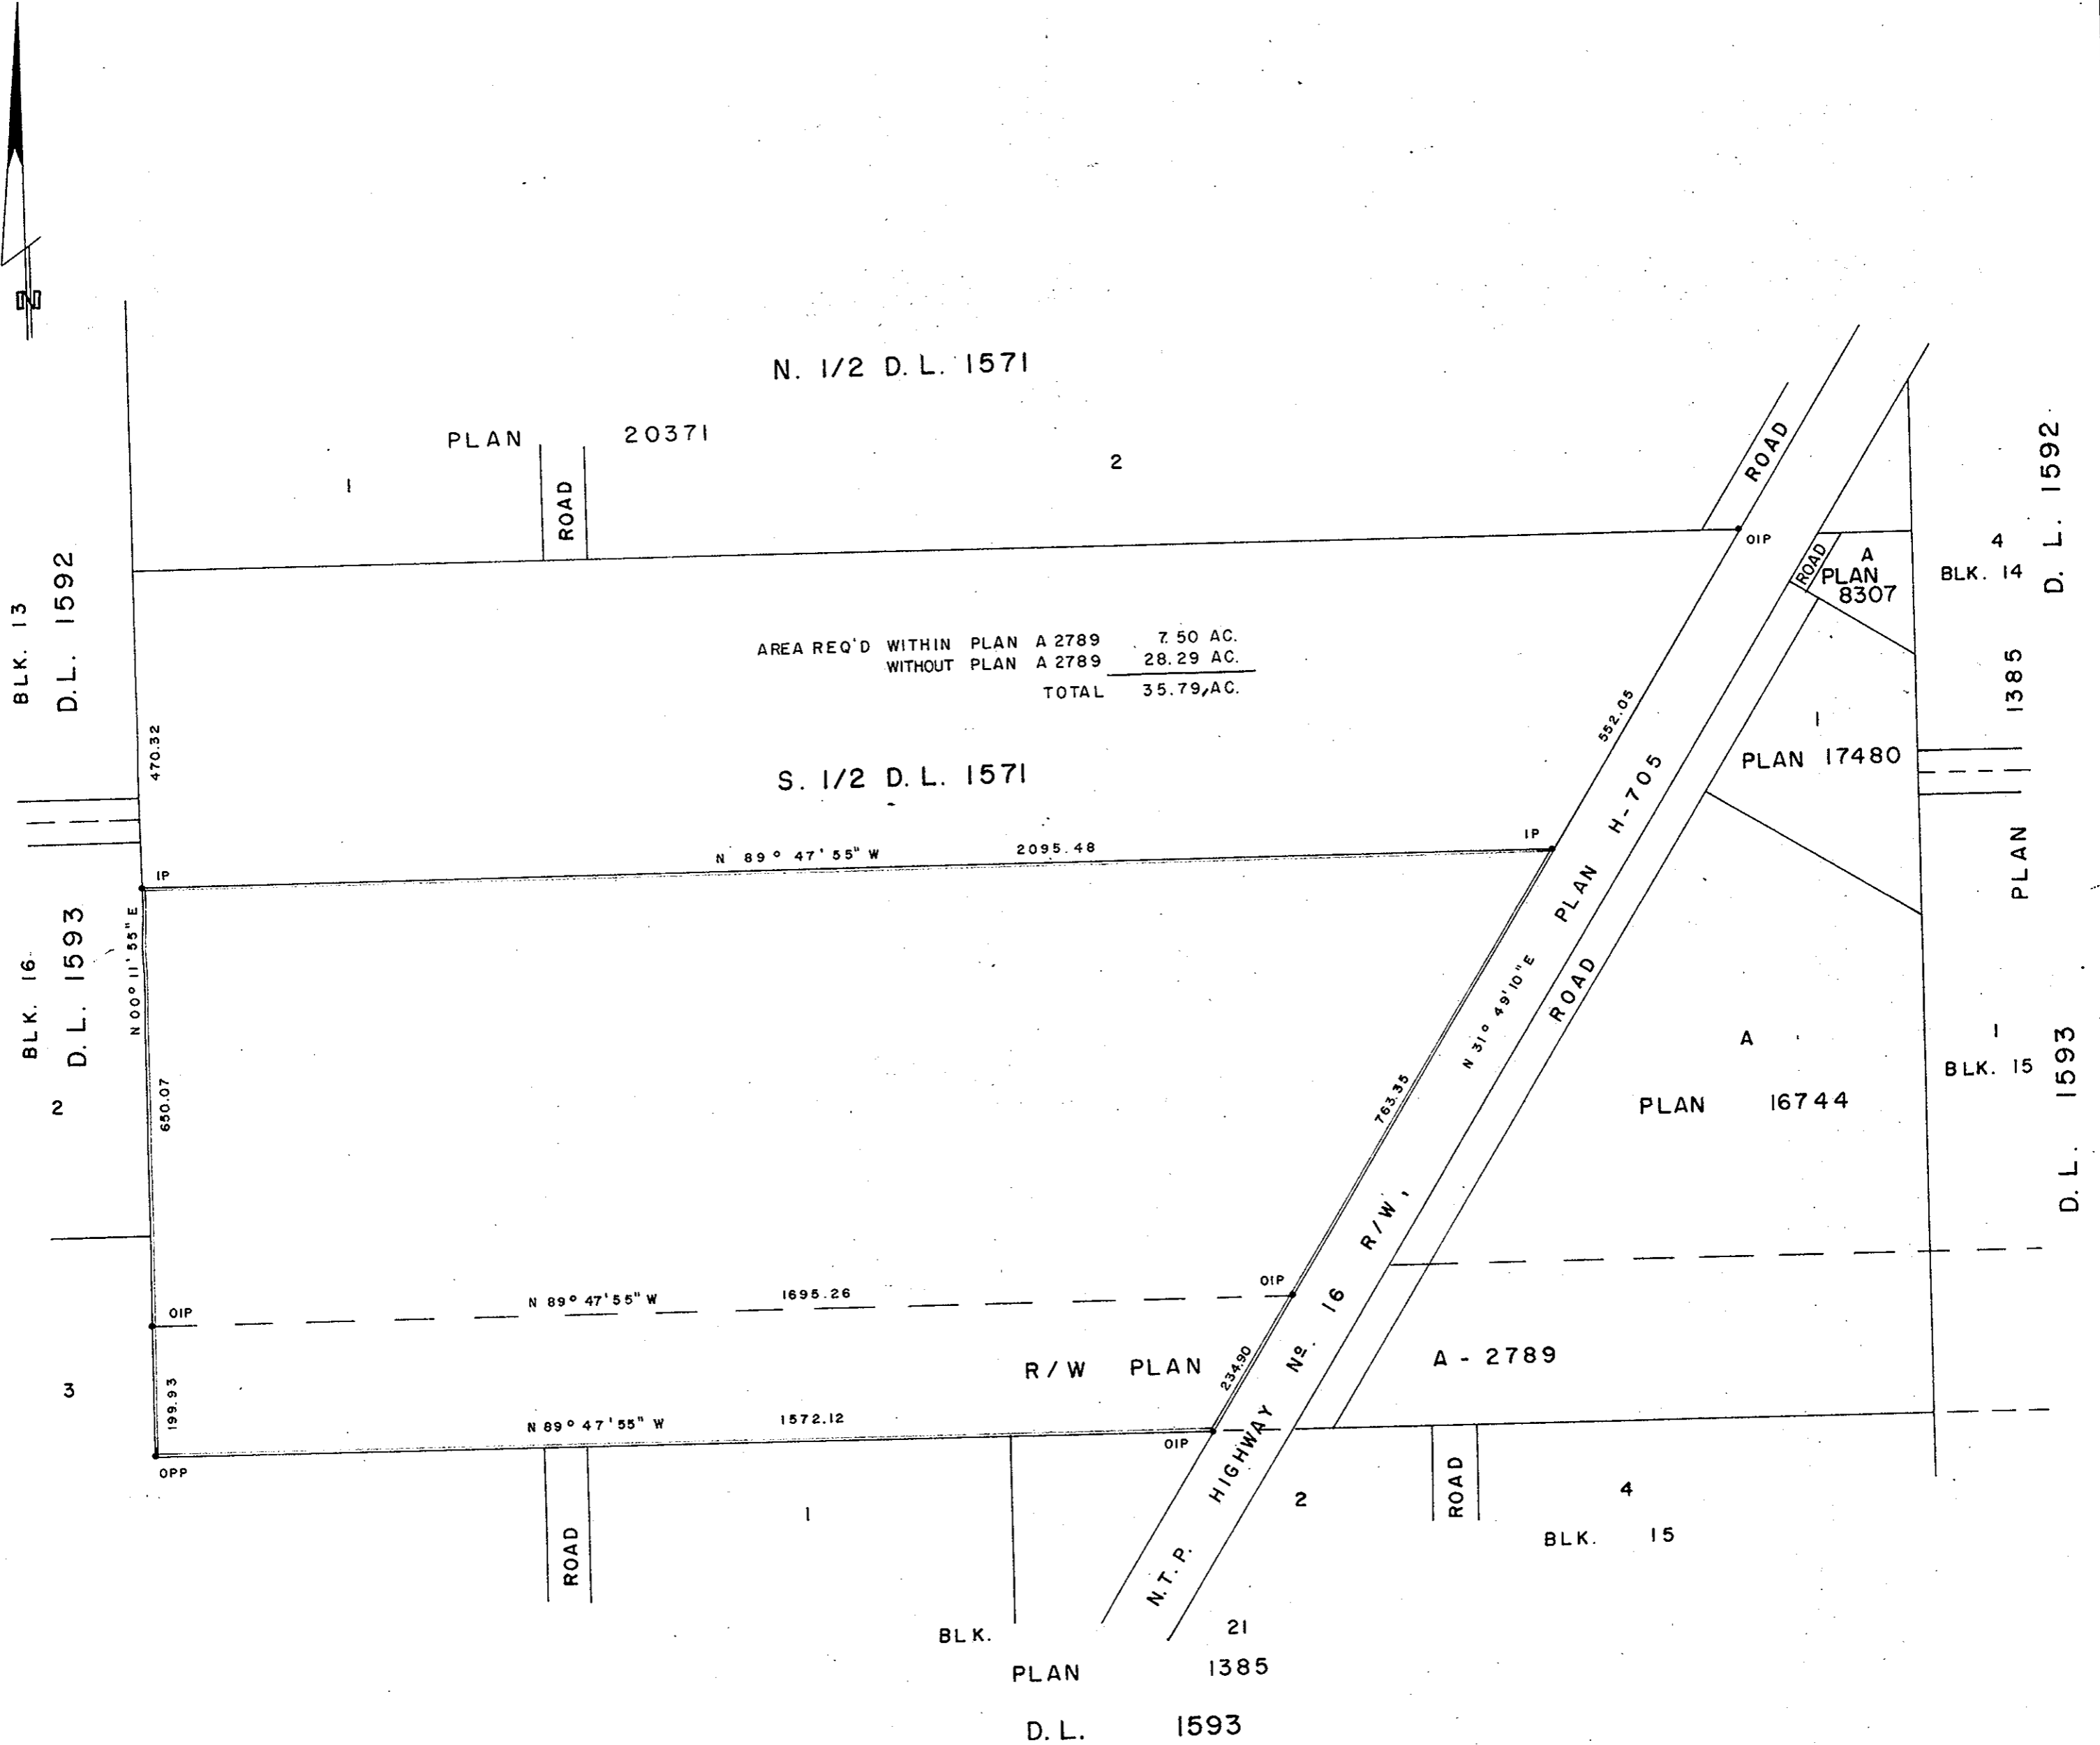 N
N. 1/2 D. L. 1571
PLAN 20371
1
ROAD
2
ROAD
OIP
ROAD
A
PLAN
8307
4
BLK. 14
D. L. 1592
BLK. 13
D. L. 1592
AREA REQ'D WITHIN PLAN A 2789 7.50 AC.
WITHOUT PLAN A 2789 28.29 AC.
TOTAL 35.79 AC.
470.32
S. 1/2 D. L. 1571
552.05
1
PLAN 17480
PLAN 1385
IP
N 89° 47' 55" W 2095.48
IP
N 00° 11' 55" E
BLK. 16
D. L. 1593
2
650.07
763.35
N 31° 49' 10" E
ROAD
A
PLAN 16744
1
BLK. 15
D. L. 1593
N.T.P. HIGHWAY Nº. 16 R/W, PLAN H-705
OIP
N 89° 47' 55" W 1695.26
OIP
3
199.93
R/W PLAN
234.90
A - 2789
N 89° 47' 55" W 1572.12
OPP
OIP
ROAD
1
2
ROAD
4
BLK. 15
BLK. 21
PLAN 1385
D. L. 1593